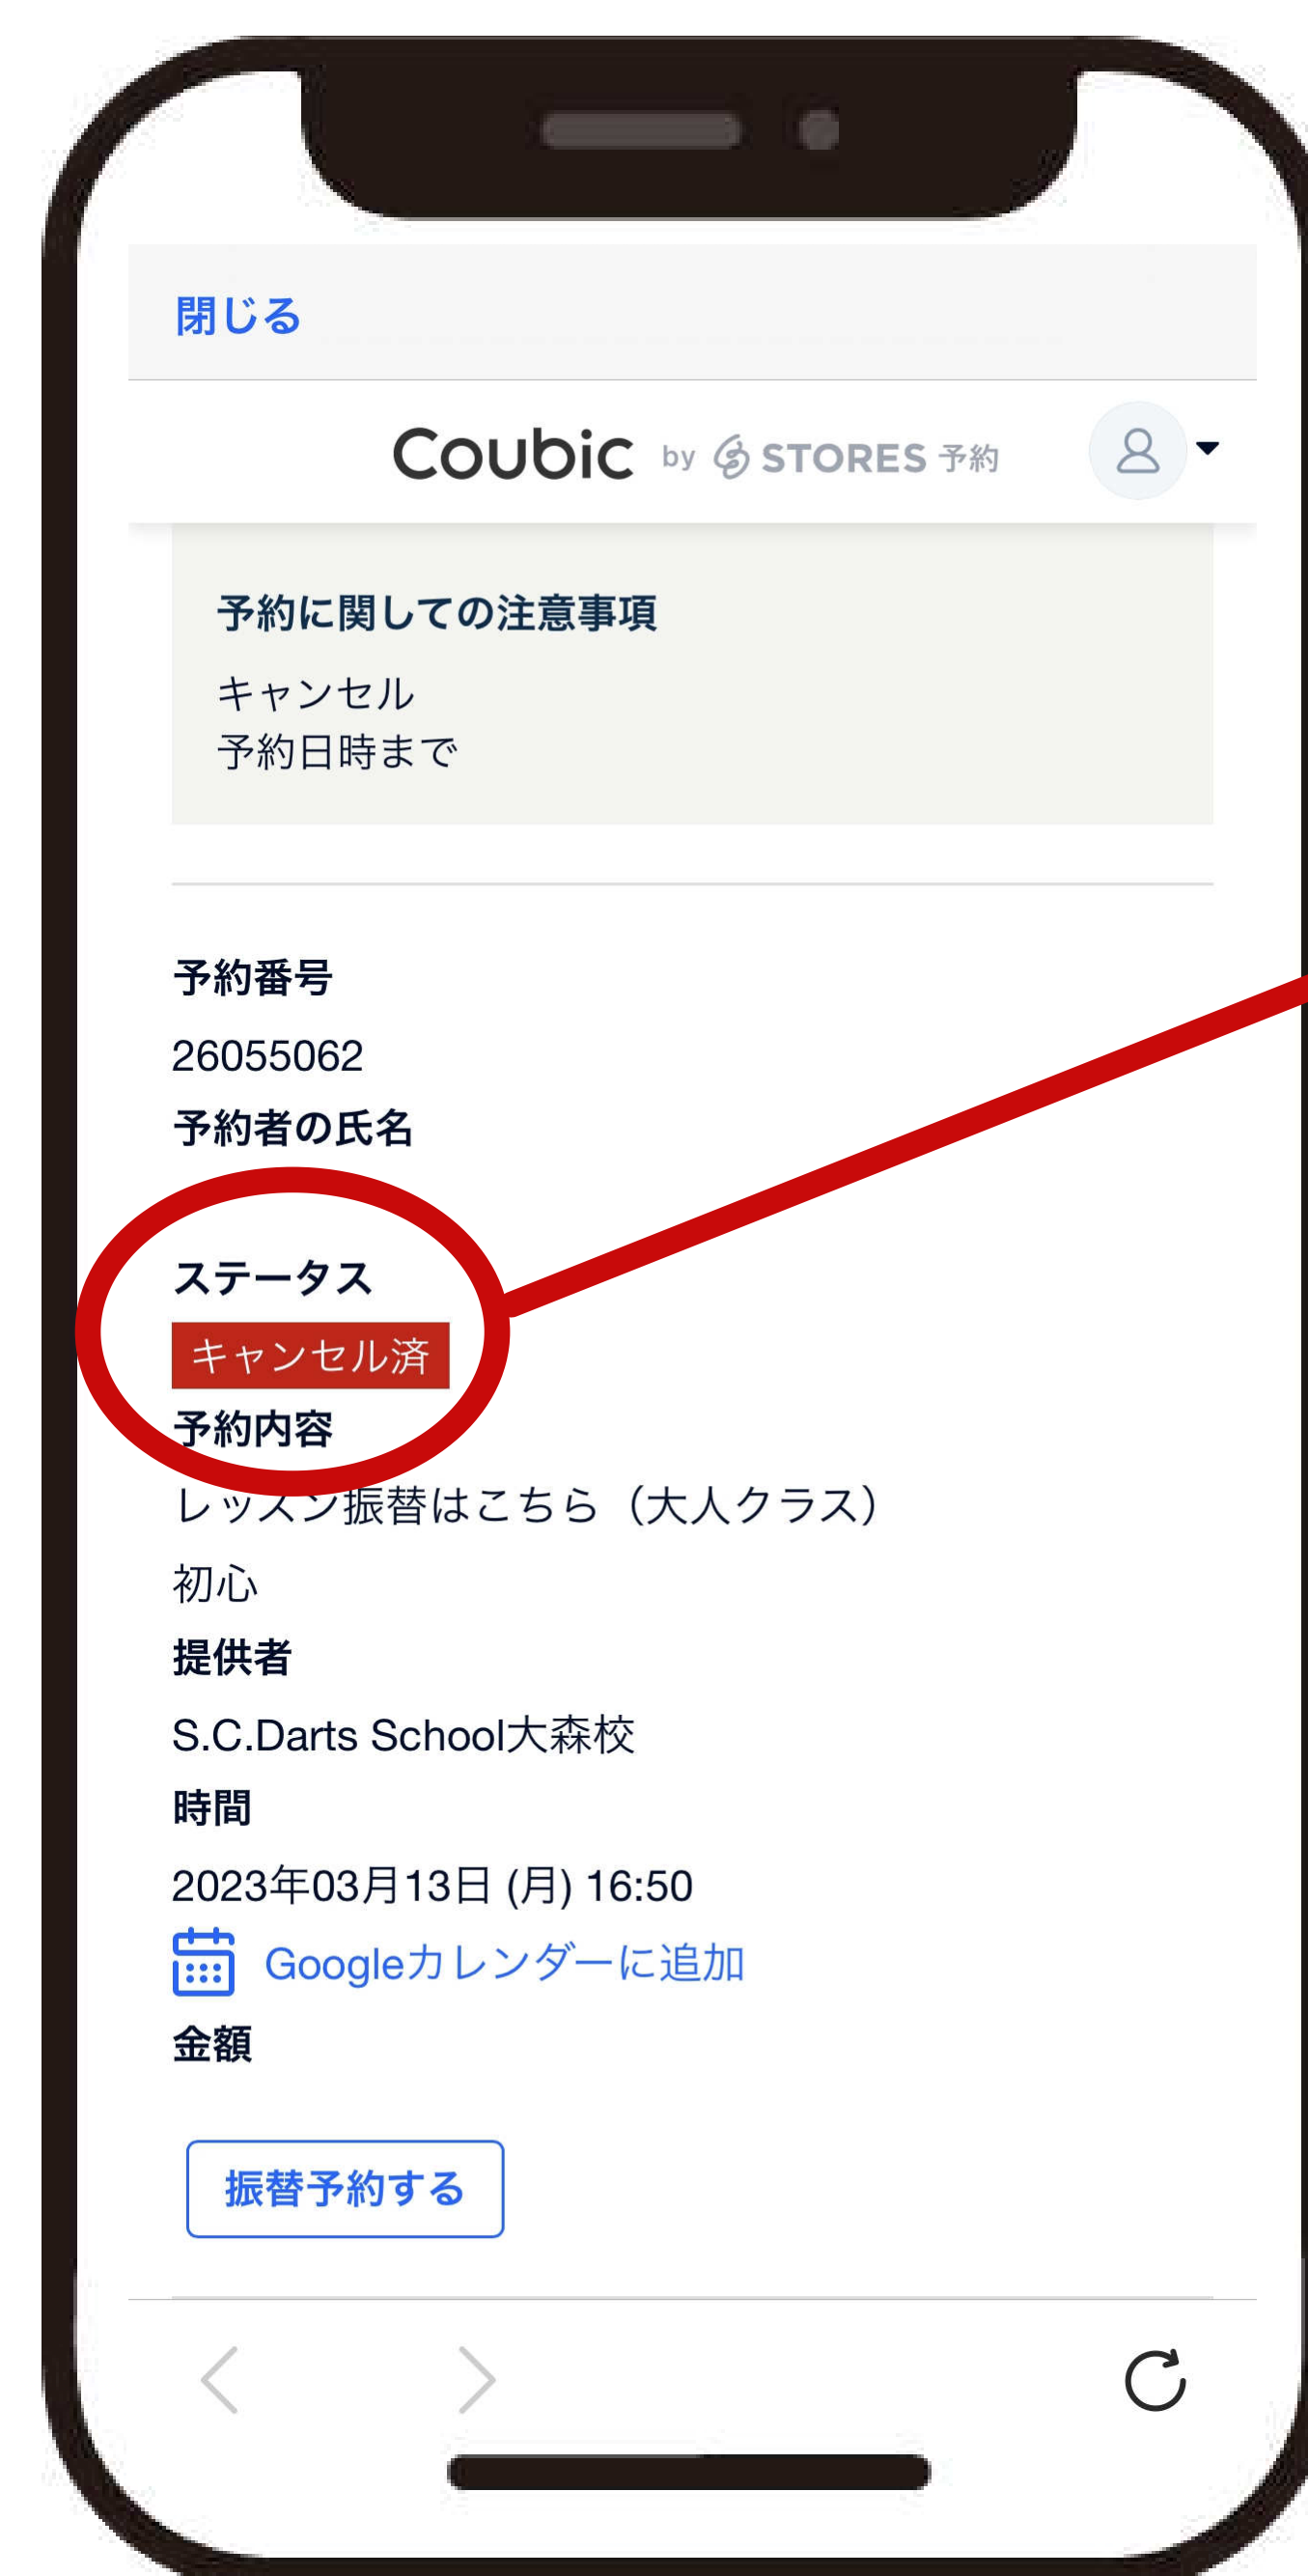 閉じる
Coubic by STORES 予約
予約に関しての注意事項
キャンセル
予約日時まで
予約番号
26055062
予約者の氏名
ステータス
キャンセル済
予約内容
レッスン振替はこちら（大人クラス）
初心
提供者
S.C.Darts School大森校
時間
2023年03月13日 (月) 16:50
Googleカレンダーに追加
金額
振替予約する